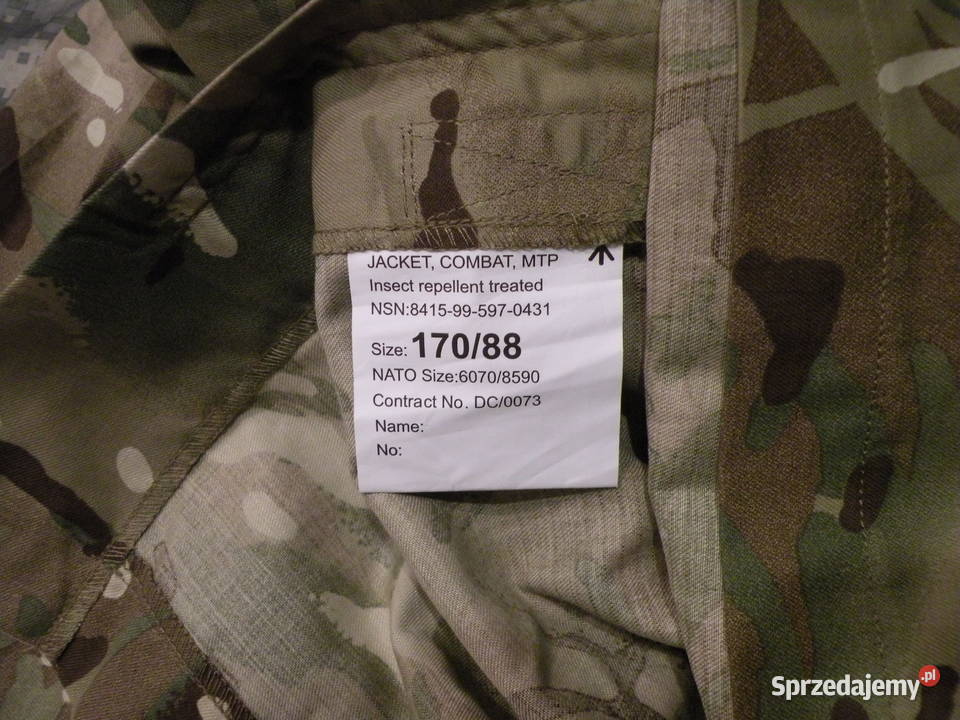 JACKET, COMBAT, MTP
Insect repellent treated
NSN:8415-99-597-0431
Size: 170/88
NATO Size:6070/8590
Contract No. DC/0073
Name:
No:
Sprzedajemy.pl